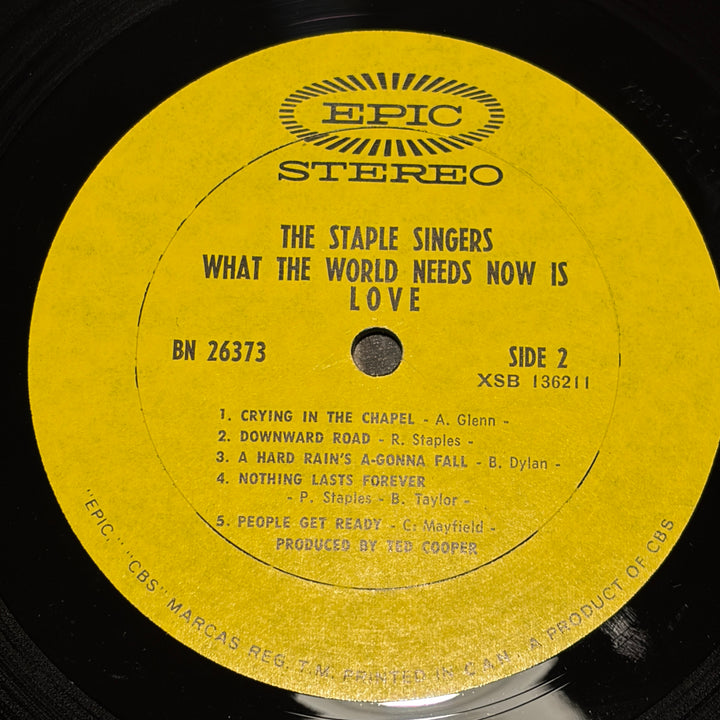 EPIC
STEREO
THE STAPLE SINGERS
WHAT THE WORLD NEEDS NOW IS
LOVE
BN 26373
SIDE 2
XSB 136211
1. CRYING IN THE CHAPEL - A. Glenn -
2. DOWNWARD ROAD - R. Staples -
3. A HARD RAIN'S A-GONNA FALL - B. Dylan -
4. NOTHING LASTS FOREVER
- P. Staples - B. Taylor -
5. PEOPLE GET READY - C. Mayfield -
PRODUCED BY TED COOPER
"EPIC," "CBS" MARCAS REG. T.M. PRINTED IN CAN. A PRODUCT OF CBS